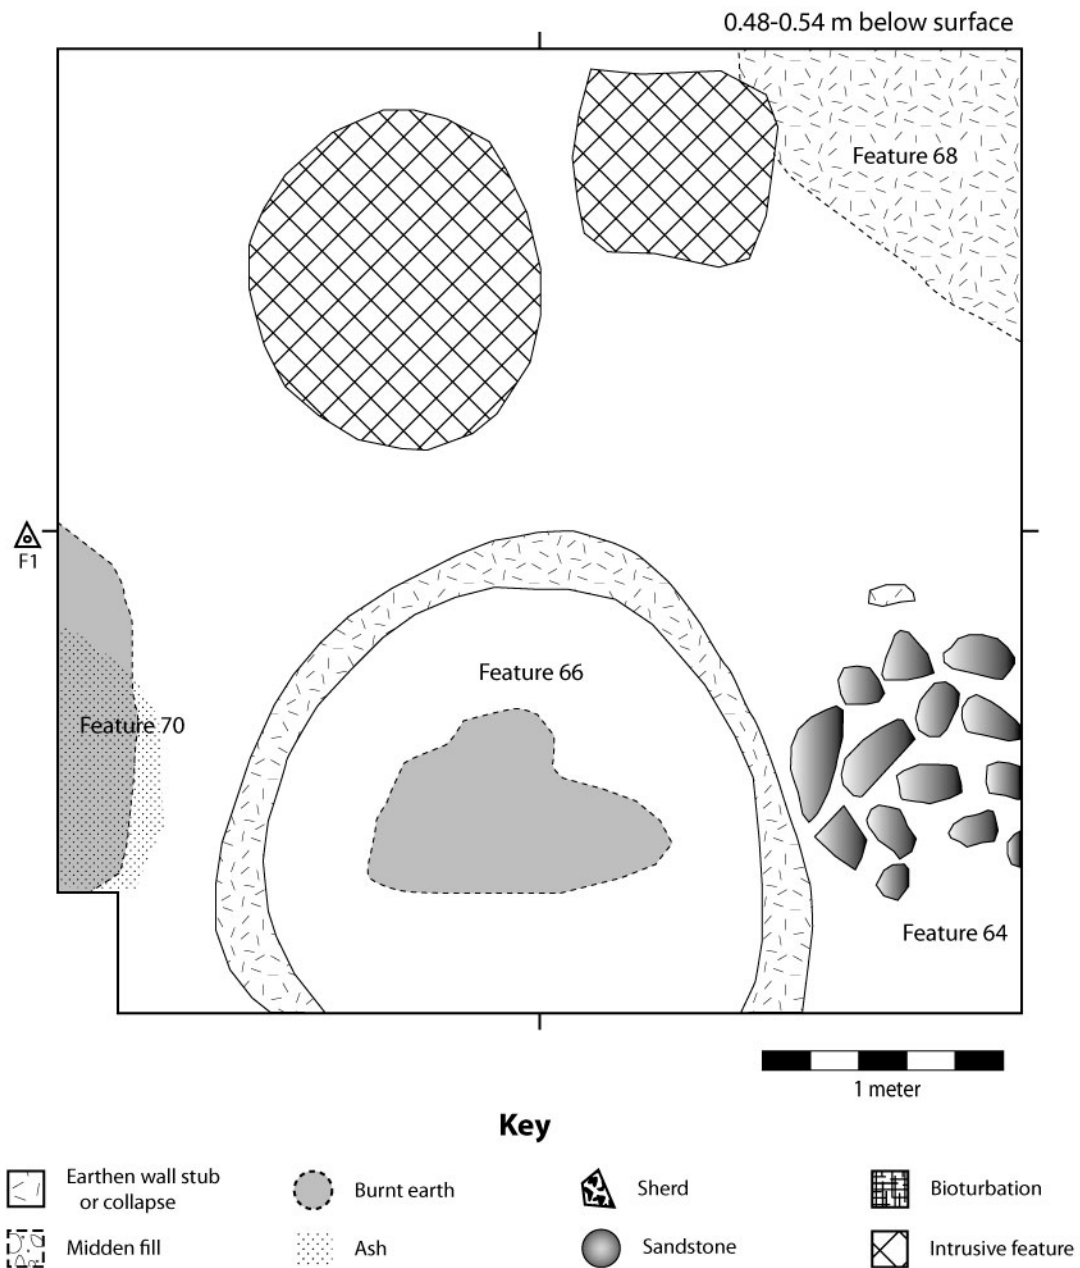 0.48-0.54 m below surface
Feature 68
F1
Feature 66
Feature 70
Feature 64
1 meter
Key
Earthen wall stub
or collapse
Burnt earth
Sherd
Bioturbation
Midden fill
Ash
Sandstone
Intrusive feature